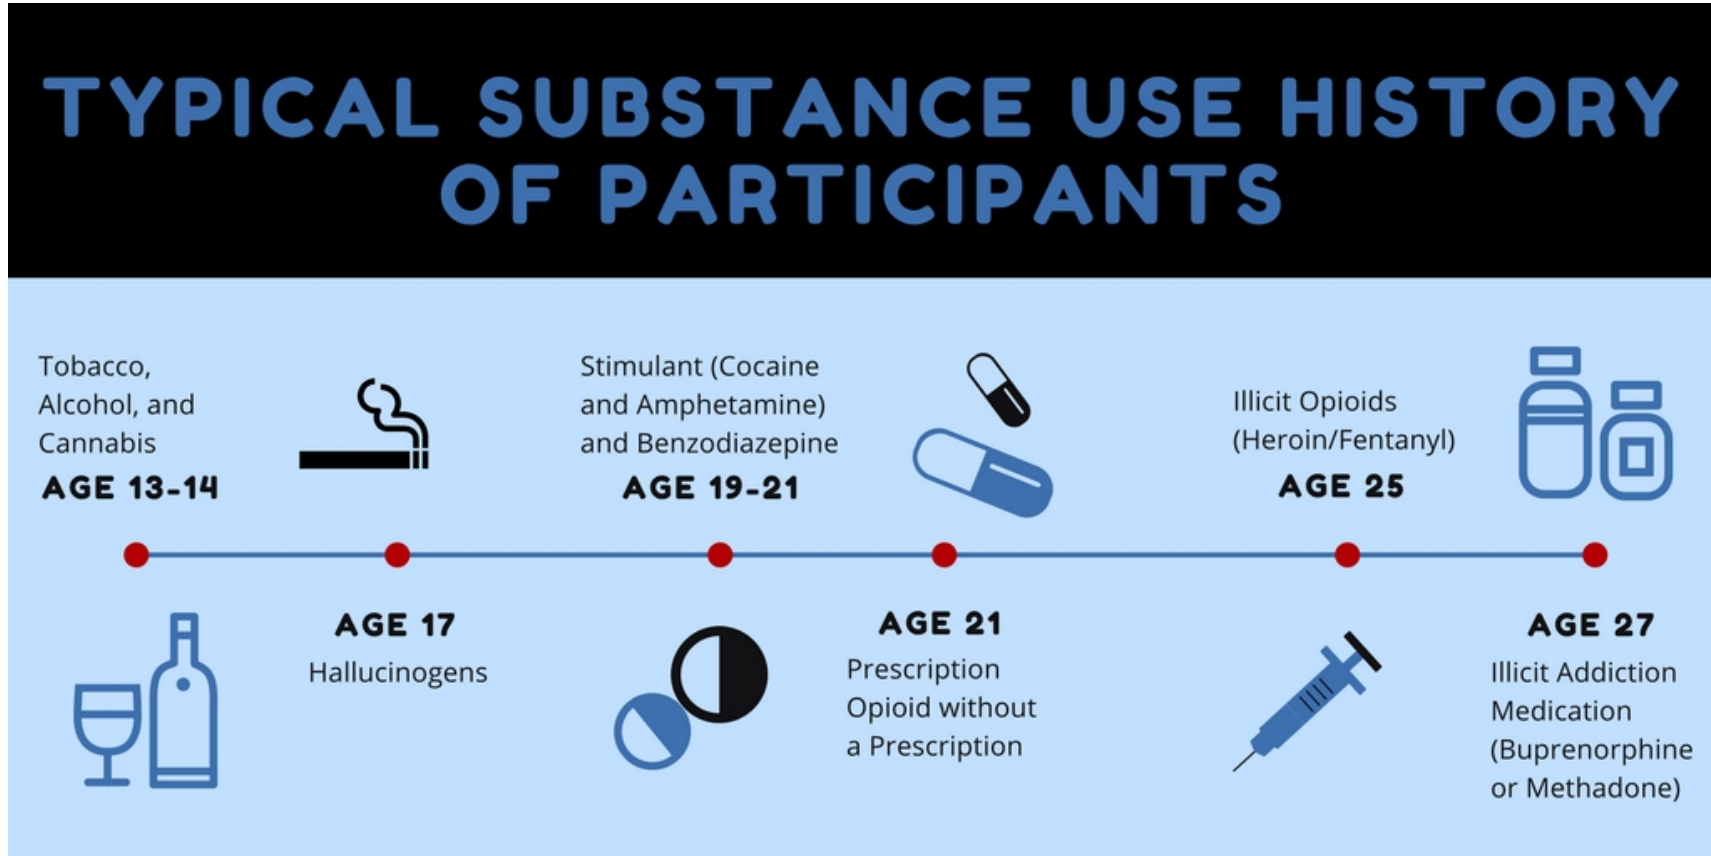 TYPICAL SUBSTANCE USE HISTORY
OF PARTICIPANTS
Tobacco,
Alcohol, and
Cannabis
AGE 13-14
AGE 17
Hallucinogens
Stimulant (Cocaine
and Amphetamine)
and Benzodiazepine
AGE 19-21
AGE 21
Prescription
Opioid without
a Prescription
Illicit Opioids
(Heroin/Fentanyl)
AGE 25
AGE 27
Illicit Addiction
Medication
(Buprenorphine
or Methadone)